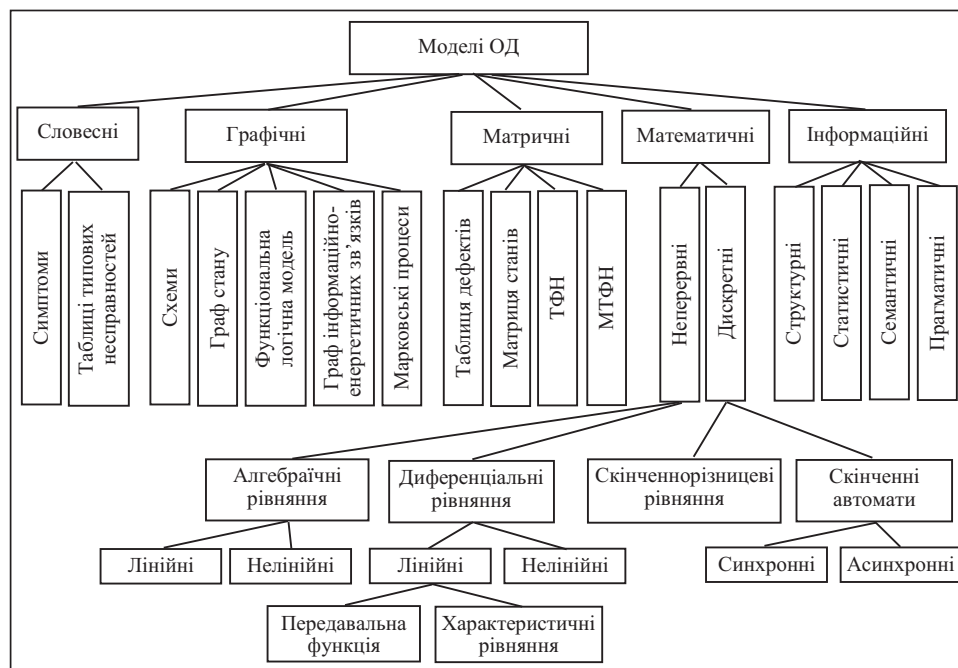 Моделі ОД
Словесні
Графічні
Матричні
Математичні
Інформаційні
Симптоми
Таблиці типових
несправностей
Схеми
Граф стану
Функціональна
логічна модель
Граф інформаційно-
енергетичних зв’язків
Марковські процеси
Таблиця дефектів
Матриця станів
ТФН
МТФН
Неперервні
Дискретні
Структурні
Статистичні
Семантичні
Прагматичні
Алгебраїчні
рівняння
Диференціальні
рівняння
Скінченнорізницеві
рівняння
Скінченні
автомати
Лінійні
Нелінійні
Лінійні
Нелінійні
Синхронні
Асинхронні
Передавальна
функція
Характеристичні
рівняння